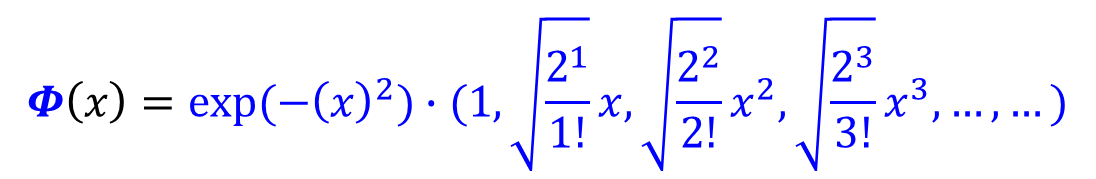 𝜱(x) = exp(−(x)²) · (1, √(2¹/1!) x, √(2²/2!) x², √(2³/3!) x³, … , … )